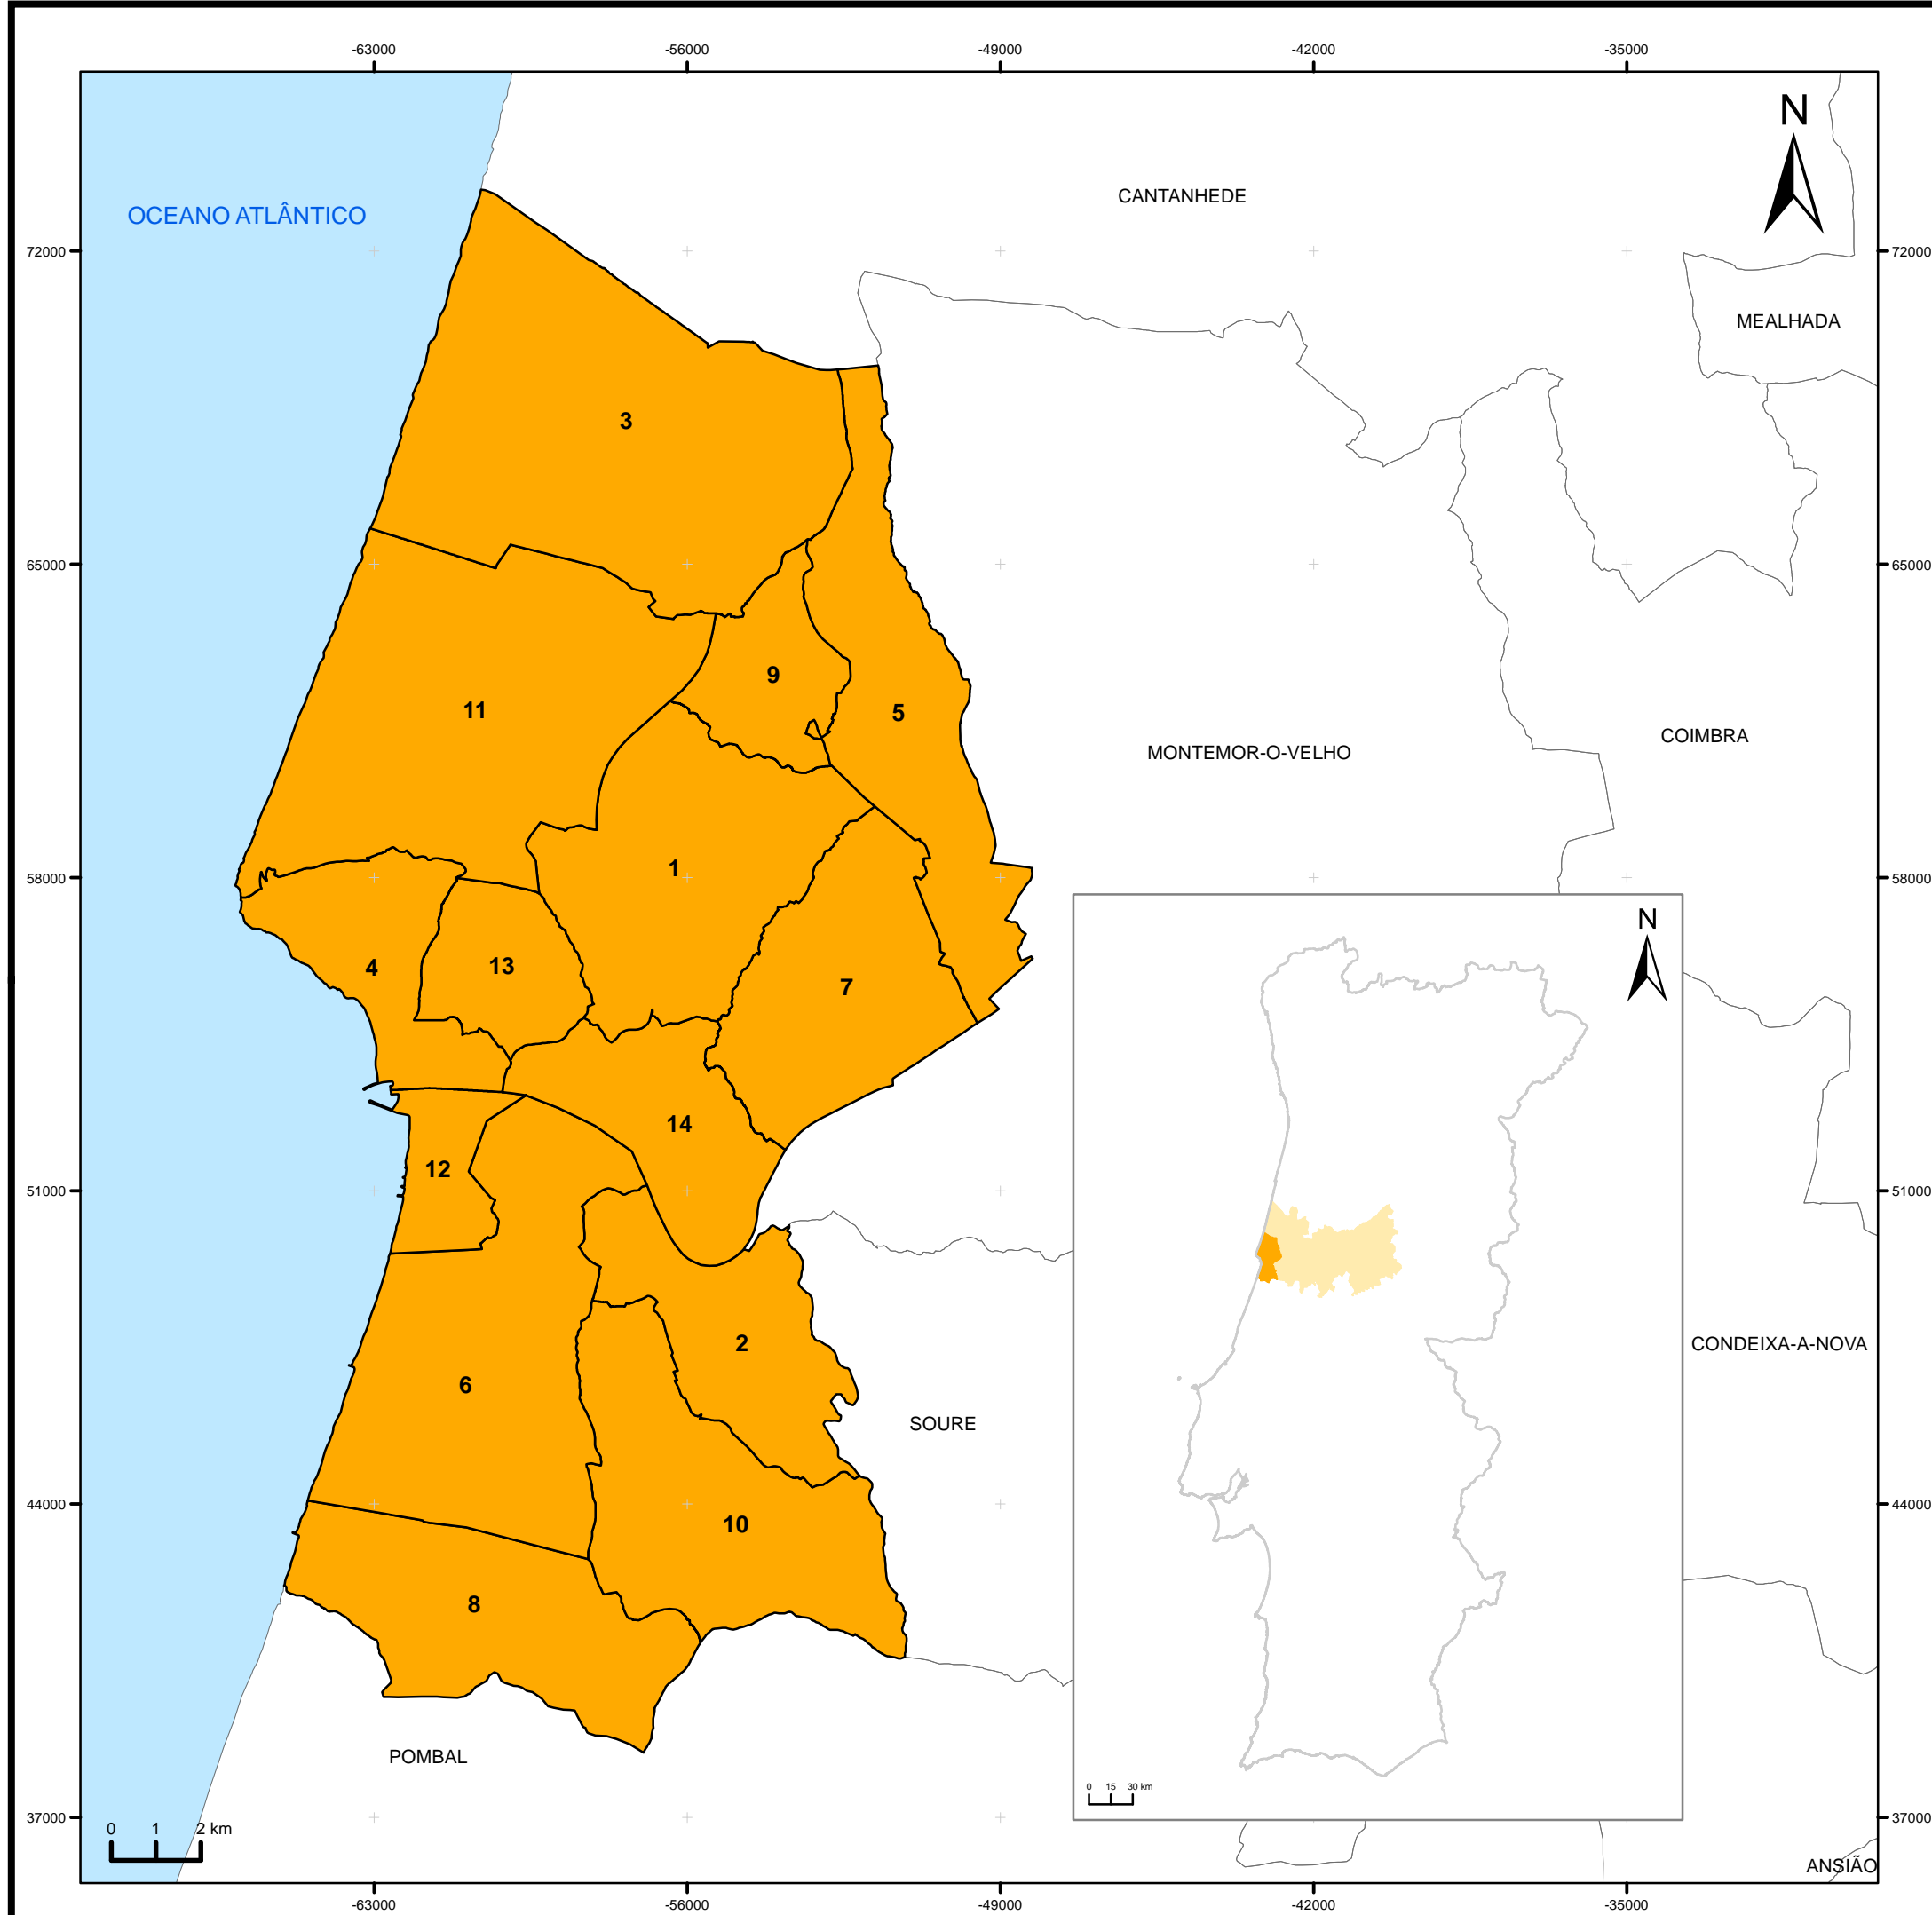 -63000 -56000 -49000 -42000 -35000
N
CANTANHEDE
OCEANO ATLÂNTICO
72000 72000
MEALHADA
3
65000 65000
9
11 5
COIMBRA
MONTEMOR-O-VELHO
1
58000 58000
N
4 13
7
14
12
51000 51000
2
CONDEIXA-A-NOVA
6
SOURE
44000 44000
10
8
POMBAL
0 15 30 km
37000 37000
0 1 2 km
ANSIÃO
-63000 -56000 -49000 -42000 -35000